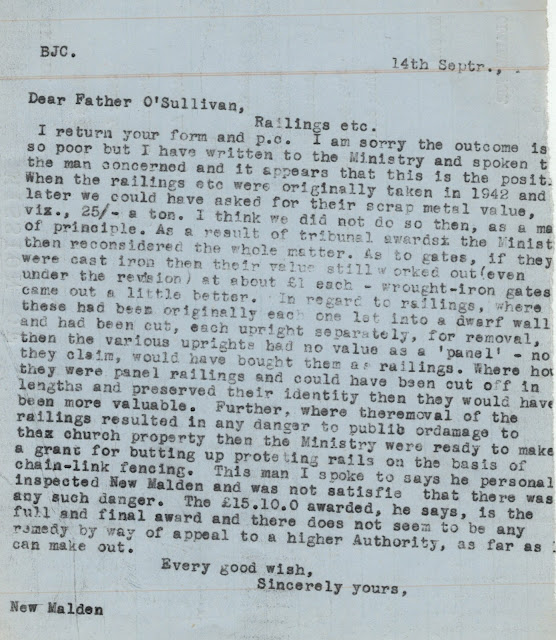 BJC.
14th Septr.,
Dear Father O'Sullivan,
Railings etc.
I return your form and p.c. I am sorry the outcome is
so poor but I have written to the Ministry and spoken t
the man concerned and it appears that this is the positi
When the railings etc were originally taken in 1942 and
later we could have asked for their scrap metal value,
viz., 25/- a ton. I think we did not do so then, as a ma
of principle. As a result of tribunal awardsx the Minist
then reconsidered the whole matter. As to gates, if they
were cast iron then their value still worked out(even
under the revsion) at about £1 each - wrought-iron gates
came out a little better. In regard to railings, where
these had been originally each one let into a dwarf wall
and had been cut, each upright separately, for removal,
then the various uprights had no value as a 'panel' - no
they claim, would have bought them as railings. Where how
they were panel railings and could have been cut off in
lengths and preserved their identity then they would have
been more valuable. Further, where theremoval of the
railings resulted in any danger to public ordamage to
thex church property then the Ministry were ready to make
a grant for butting up proteting rails on the basis of
chain-link fencing. This man I spoke to says he personal
inspected New Malden and was not satisfie that there was
any such danger. The £15.10.0 awarded, he says, is the
full and final award and there does not seem to be any
remedy by way of appeal to a higher Authority, as far as
can make out.
Every good wish,
Sincerely yours,
New Malden